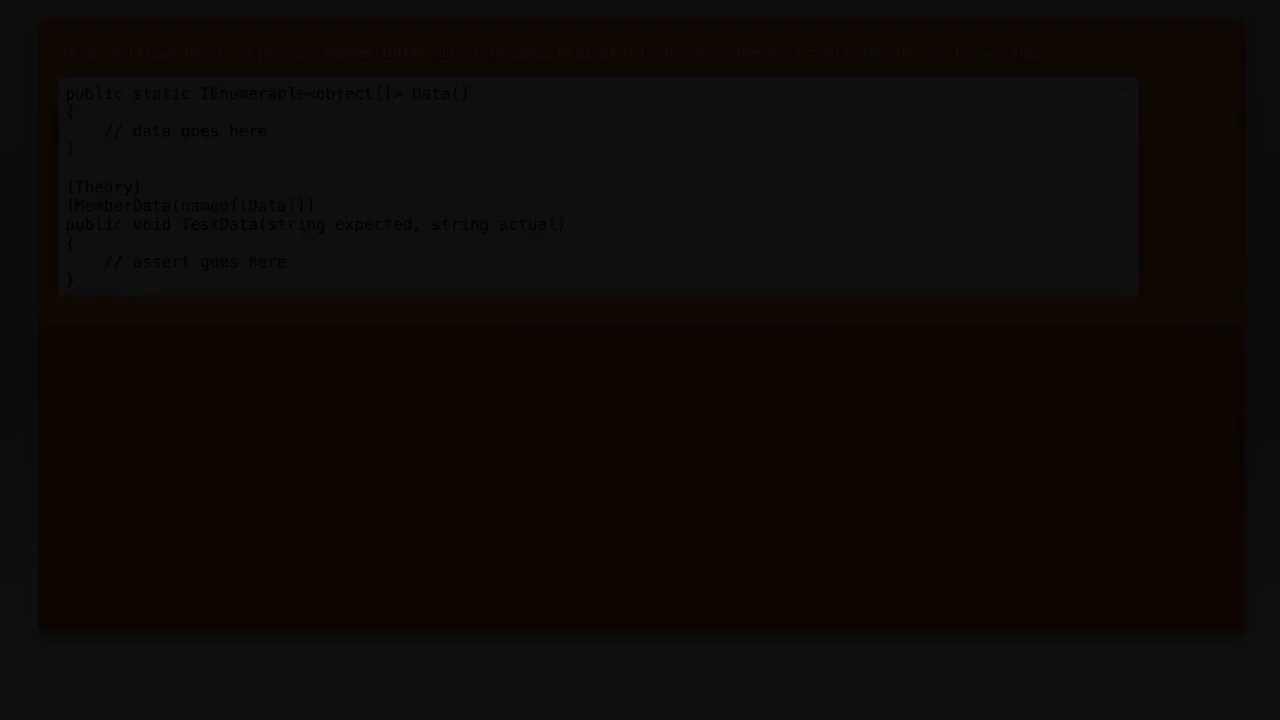 MemberData
public static IEnumerable<object[]> Data()
{
    // data goes here
}
[Theory]
[MemberData(nameof(Data))]
public void TestData(string expected, string actual)
{
    // assert goes here
}